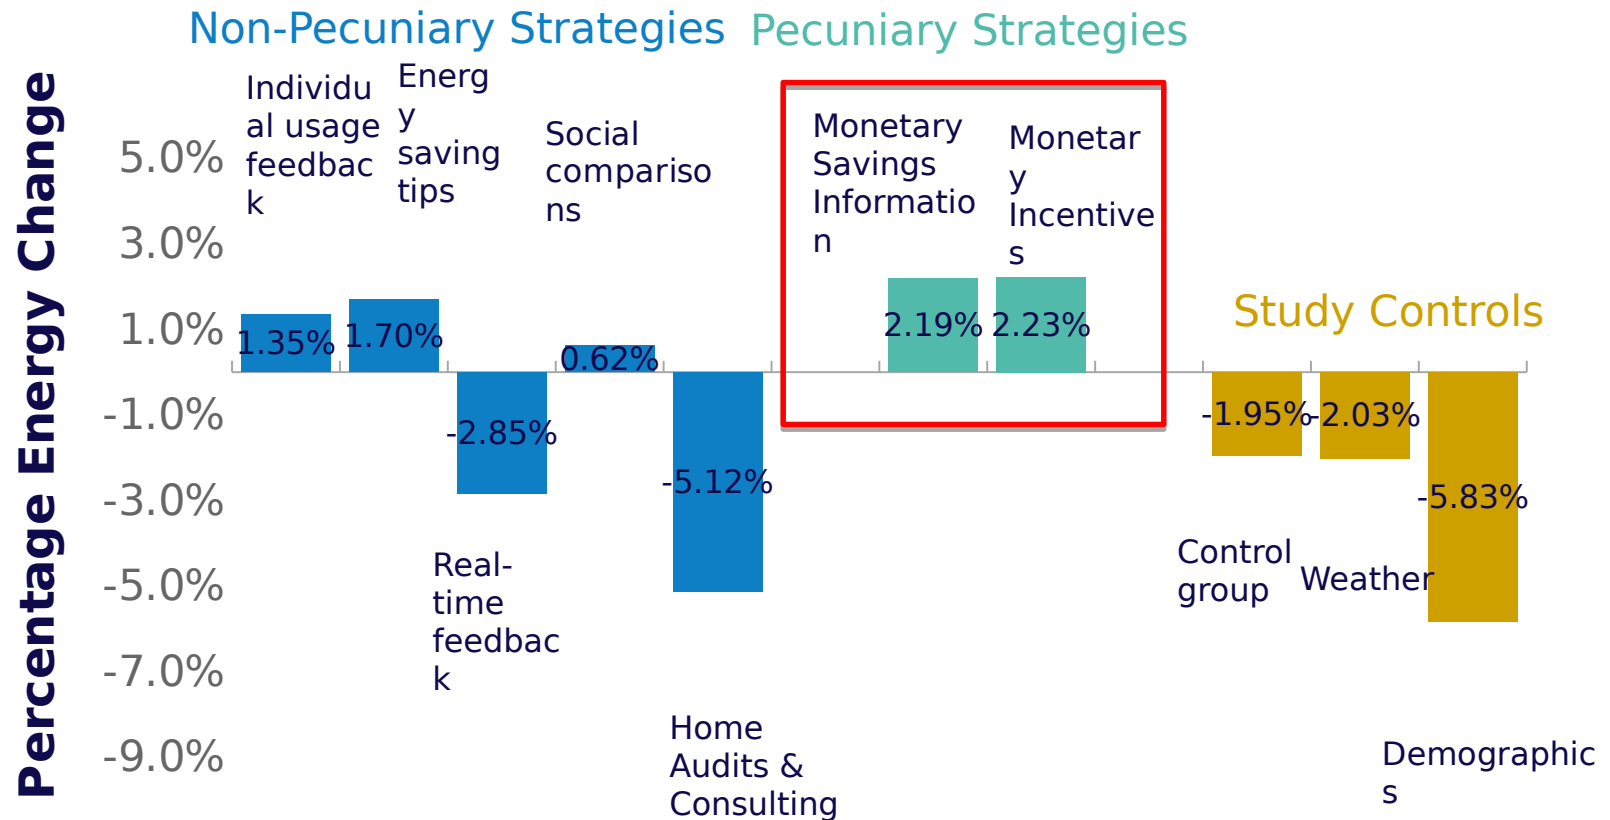 Non-Pecuniary Strategies
Pecuniary Strategies
Percentage Energy Change
5.0%
3.0%
1.0%
-1.0%
-3.0%
-5.0%
-7.0%
-9.0%
Individu
al usage
feedbac
k
Energ
y
saving
tips
Social
compariso
ns
Monetary
Savings
Informatio
n
Monetar
y
Incentive
s
Study Controls
1.35%
1.70%
-2.85%
0.62%
-5.12%
2.19%
2.23%
-1.95%
-2.03%
-5.83%
Real-
time
feedbac
k
Home
Audits &
Consulting
Control
group
Weather
Demographic
s